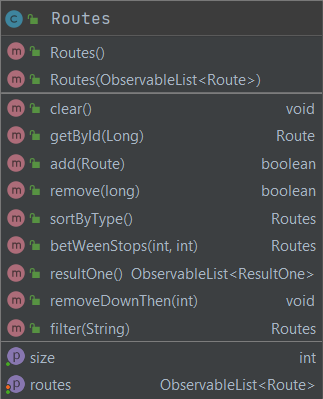 C Routes
m Routes()
m Routes(ObservableList<Route>)
m clear() void
m getById(Long) Route
m add(Route) boolean
m remove(long) boolean
m sortByType() Routes
m betWeenStops(int, int) Routes
m resultOne() ObservableList<ResultOne>
m removeDownThen(int) void
m filter(String) Routes
p size int
p routes ObservableList<Route>